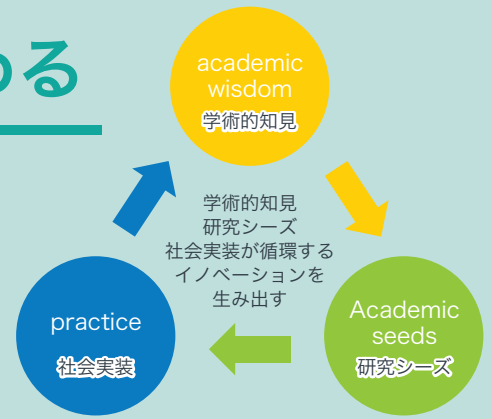 める
academic
wisdom
学術的知見
学術的知見
研究シーズ
社会実装が循環する
イノベーションを
生み出す
practice
社会実装
Academic
seeds
研究シーズ